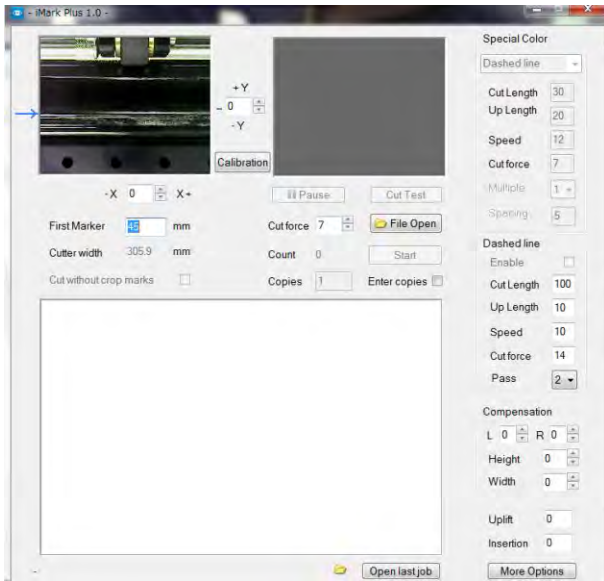 - iMark Plus 1.0 -
+Y
0
-Y
Calibration
-X 0 X+
First Marker 45 mm
Cutter width 305.9 mm
Cut without crop marks
Pause Cut Test
Cut force 7 File Open
Count 0 Start
Copies 1 Enter copies
Open last job
Special Color
Dashed line
Cut Length 30
Up Length 20
Speed 12
Cut force 7
Multiple 1
Spacing 5
Dashed line
Enable
Cut Length 100
Up Length 10
Speed 10
Cut force 14
Pass 2
Compensation
L 0 R 0
Height 0
Width 0
Uplift 0
Insertion 0
More Options